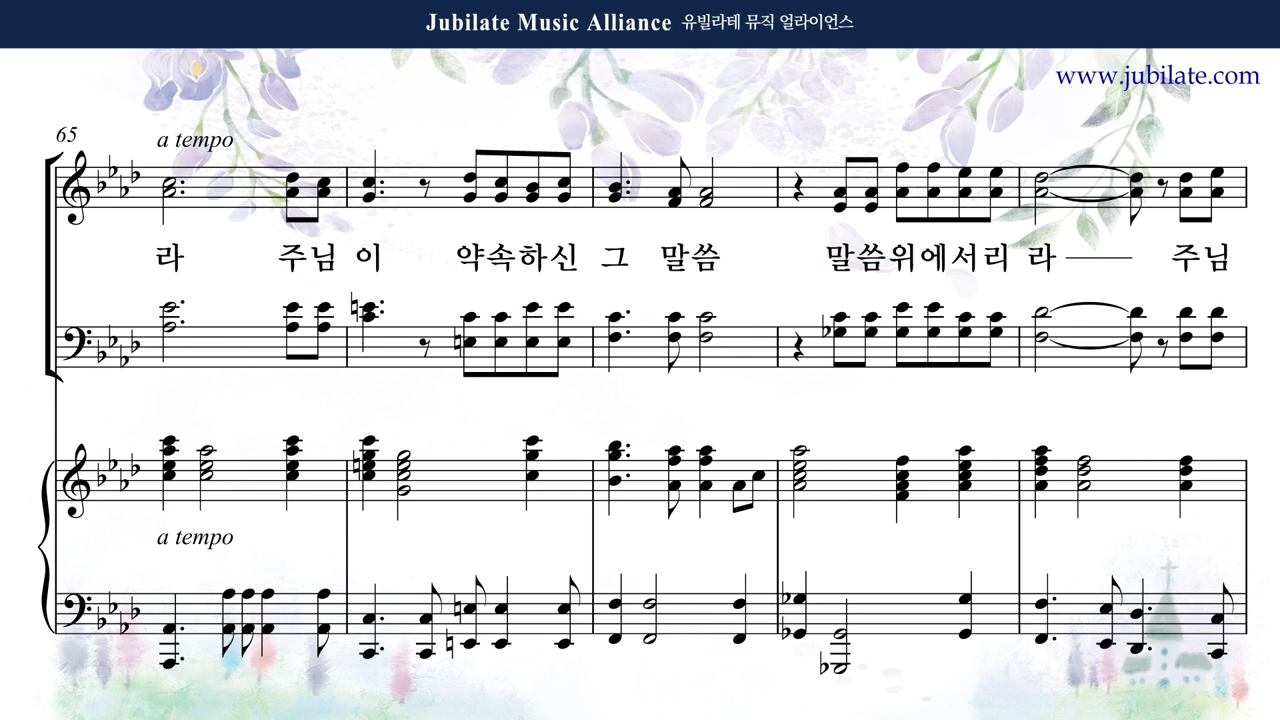 Jubilate Music Alliance 유빌라테 뮤직 얼라이언스
www.jubilate.com
65
a tempo
라 주님 이 약속하신 그 말씀 말씀위에서리 라 주님
a tempo